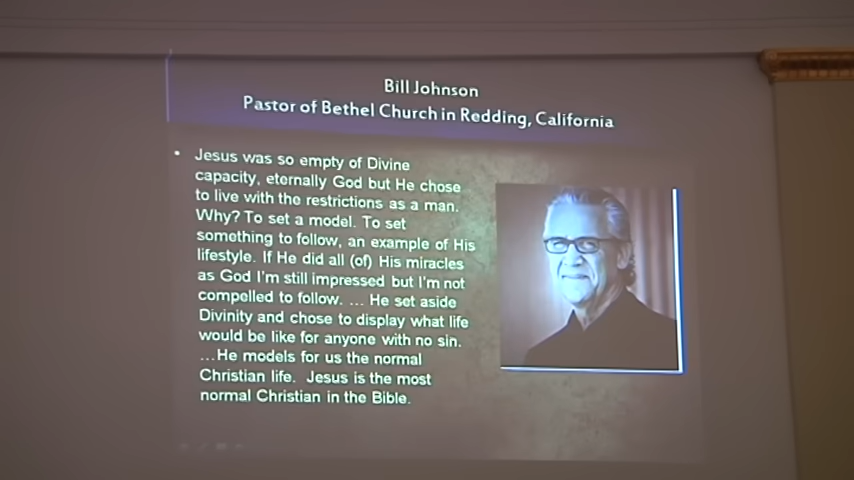 Bill Johnson
Pastor of Bethel Church in Redding, California
• Jesus was so empty of Divine
capacity, eternally God but He chose
to live with the restrictions as a man.
Why? To set a model. To set
something to follow, an example of His
lifestyle. If He did all (of) His miracles
as God I'm still impressed but I'm not
compelled to follow. … He set aside
Divinity and chose to display what life
would be like for anyone with no sin.
…He models for us the normal
Christian life. Jesus is the most
normal Christian in the Bible.